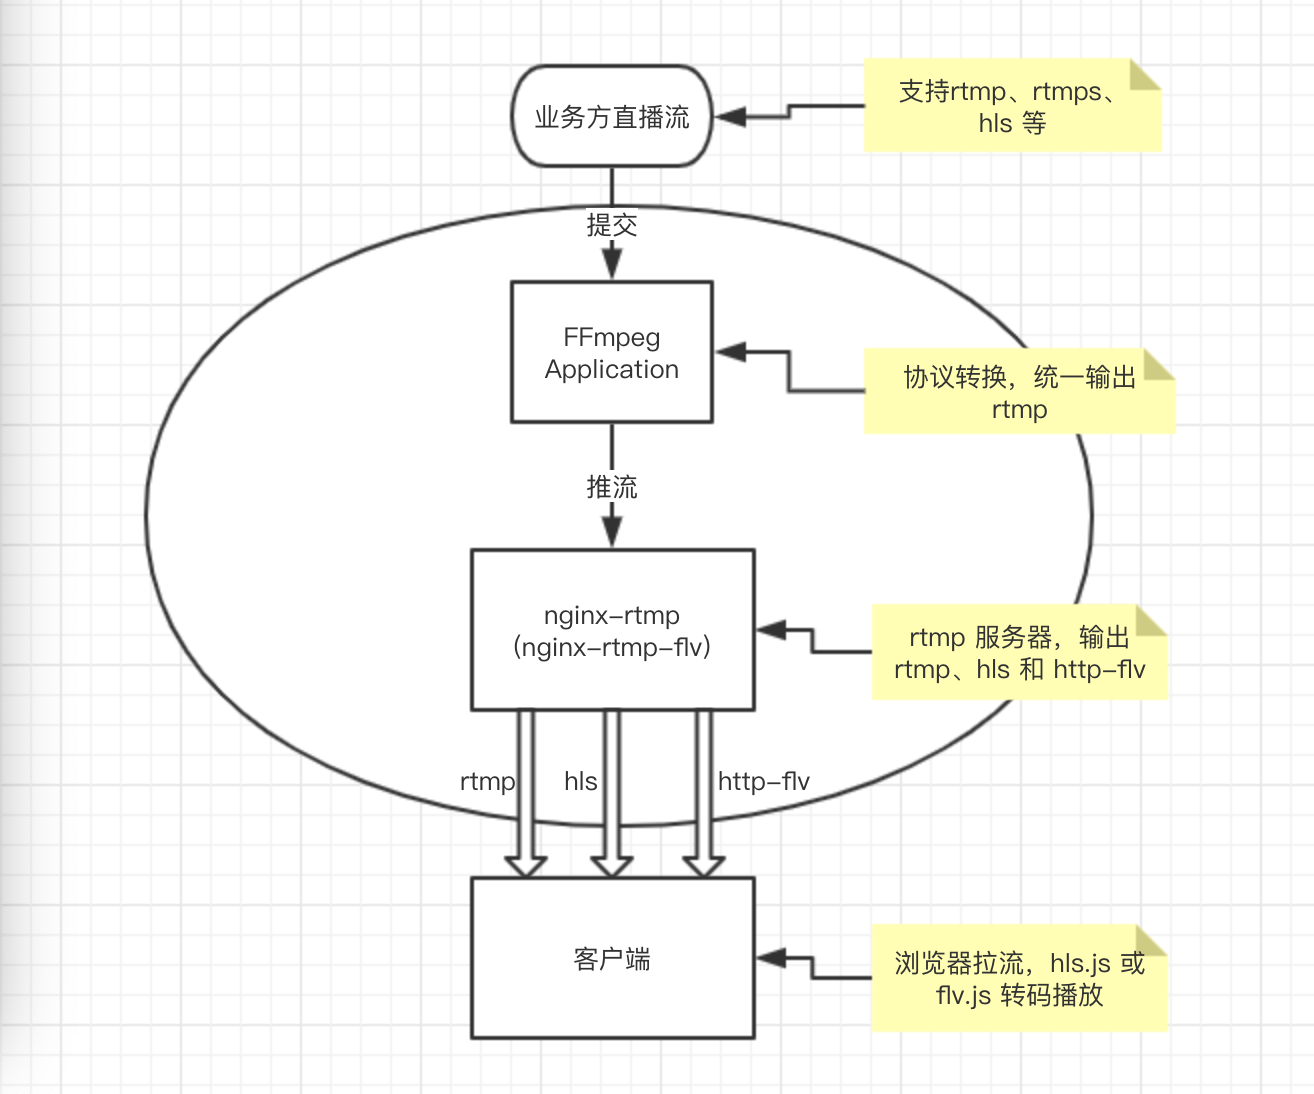 业务方直播流
支持rtmp、rtmps、
hls 等
提交
FFmpeg
Application
协议转换，统一输出
rtmp
推流
nginx-rtmp
(nginx-rtmp-flv)
rtmp 服务器，输出
rtmp、hls 和 http-flv
rtmp
hls
http-flv
客户端
浏览器拉流，hls.js 或
flv.js 转码播放